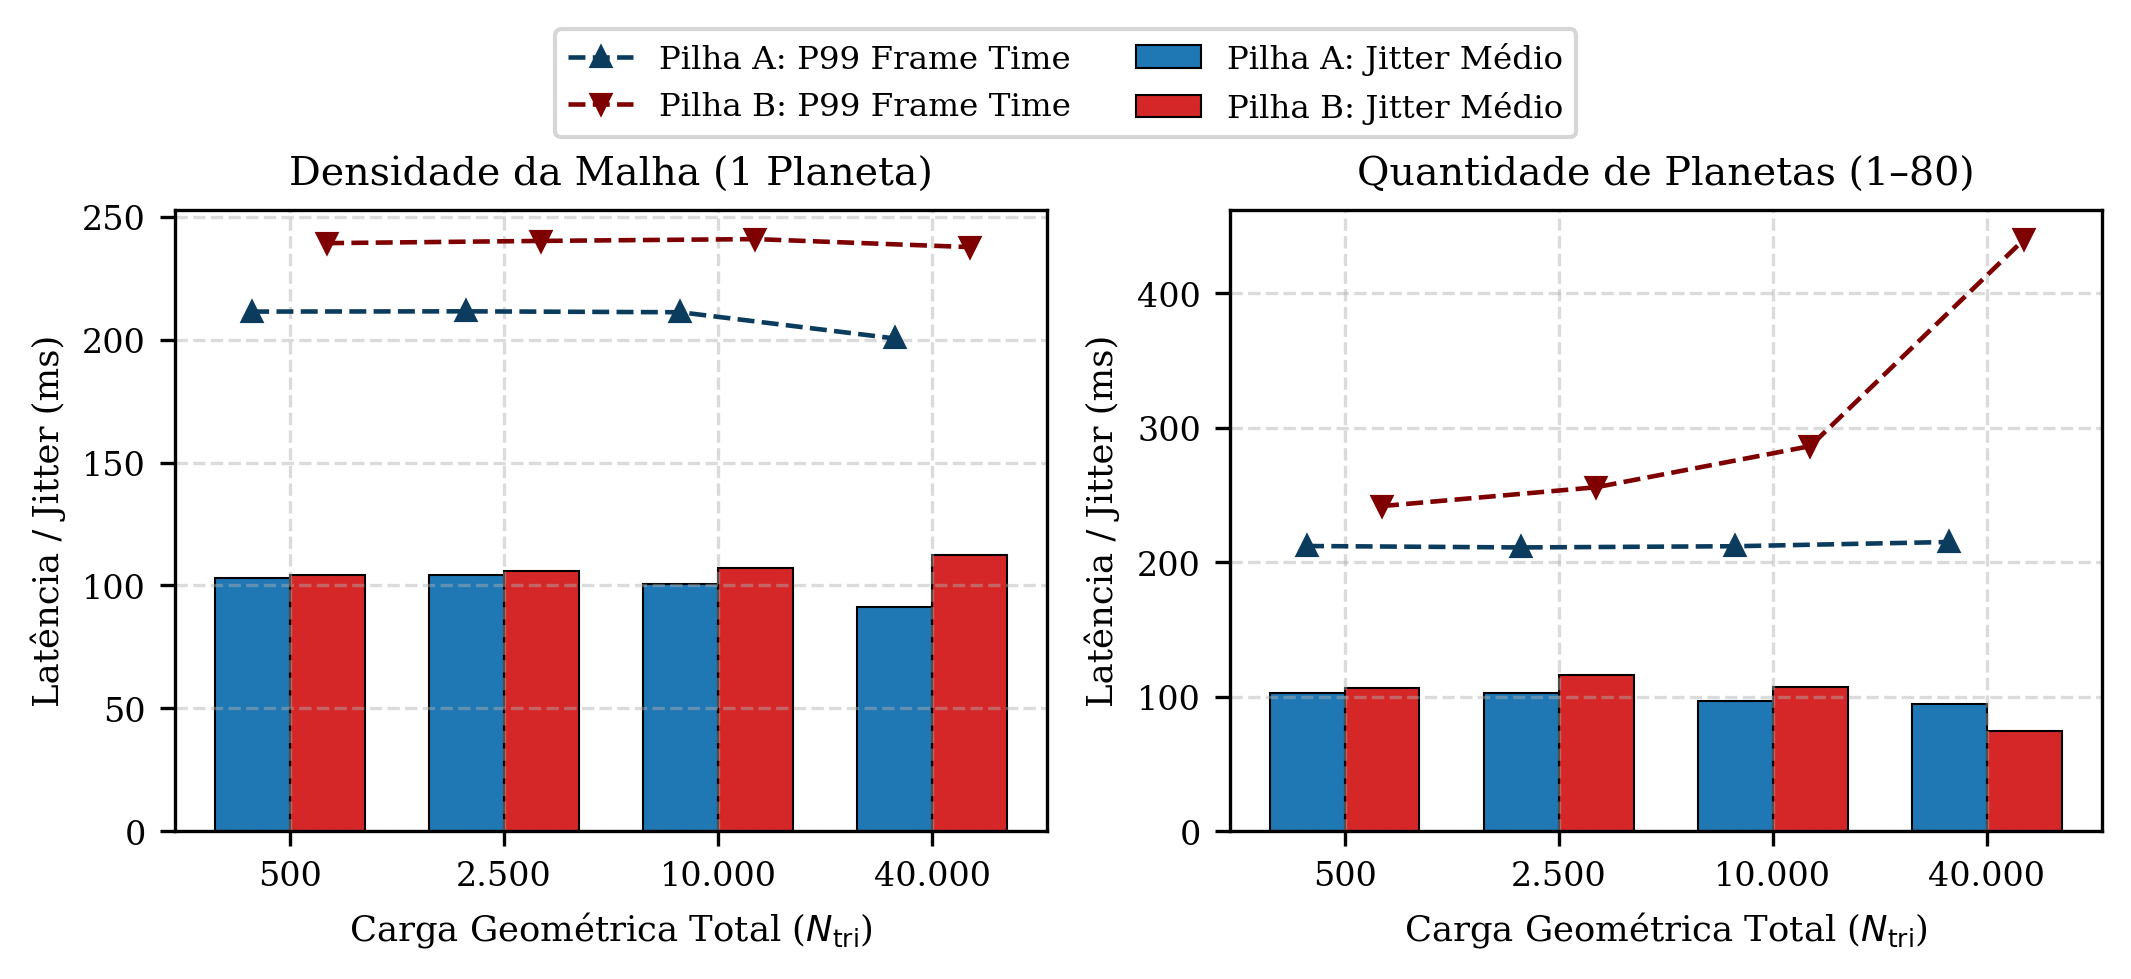 Pilha A: P99 Frame Time
Pilha B: P99 Frame Time
Pilha A: Jitter Médio
Pilha B: Jitter Médio
Densidade da Malha (1 Planeta)
Latência / Jitter (ms)
250
200
150
100
50
0
500 2.500 10.000 40.000
Carga Geométrica Total (N_tri)
Quantidade de Planetas (1–80)
Latência / Jitter (ms)
400
300
200
100
0
500 2.500 10.000 40.000
Carga Geométrica Total (N_tri)